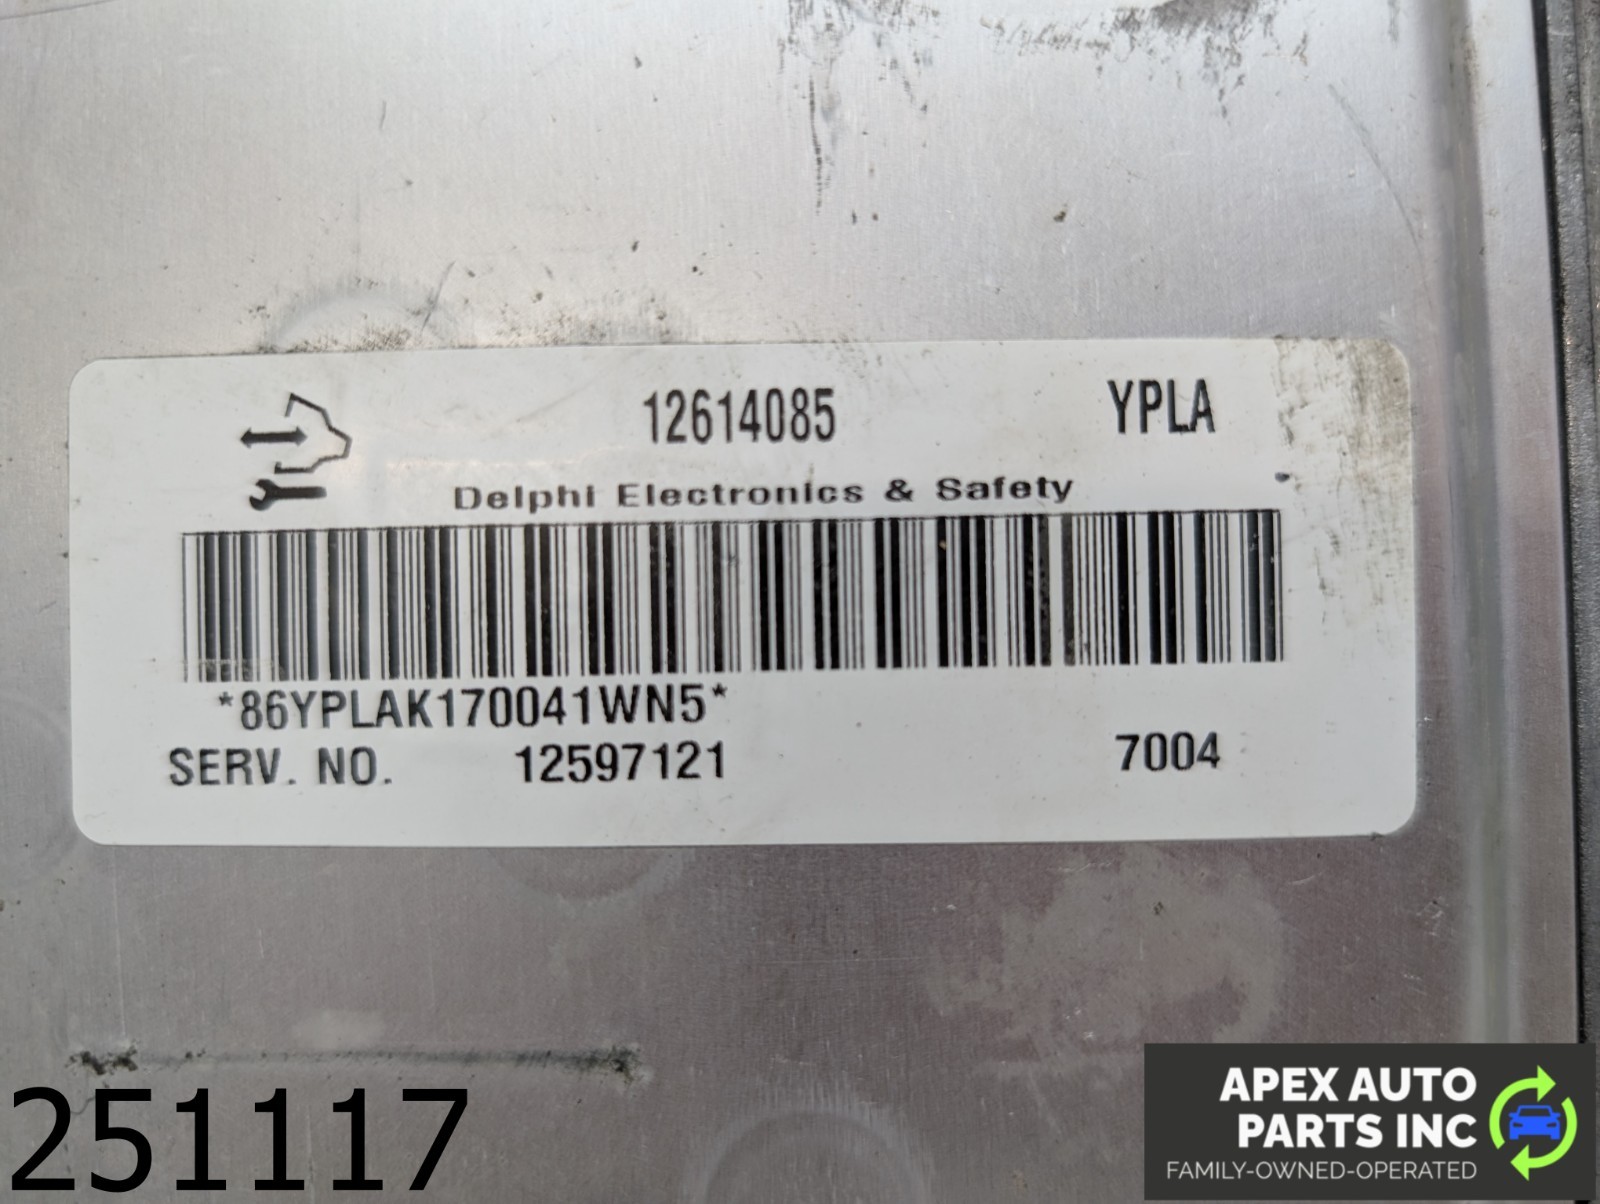 12614085 YPLA
Delphi Electronics & Safety
*86YPLAK170041WN5*
SERV. NO. 12597121 7004
251117
APEX AUTO
PARTS INC
FAMILY-OWNED-OPERATED